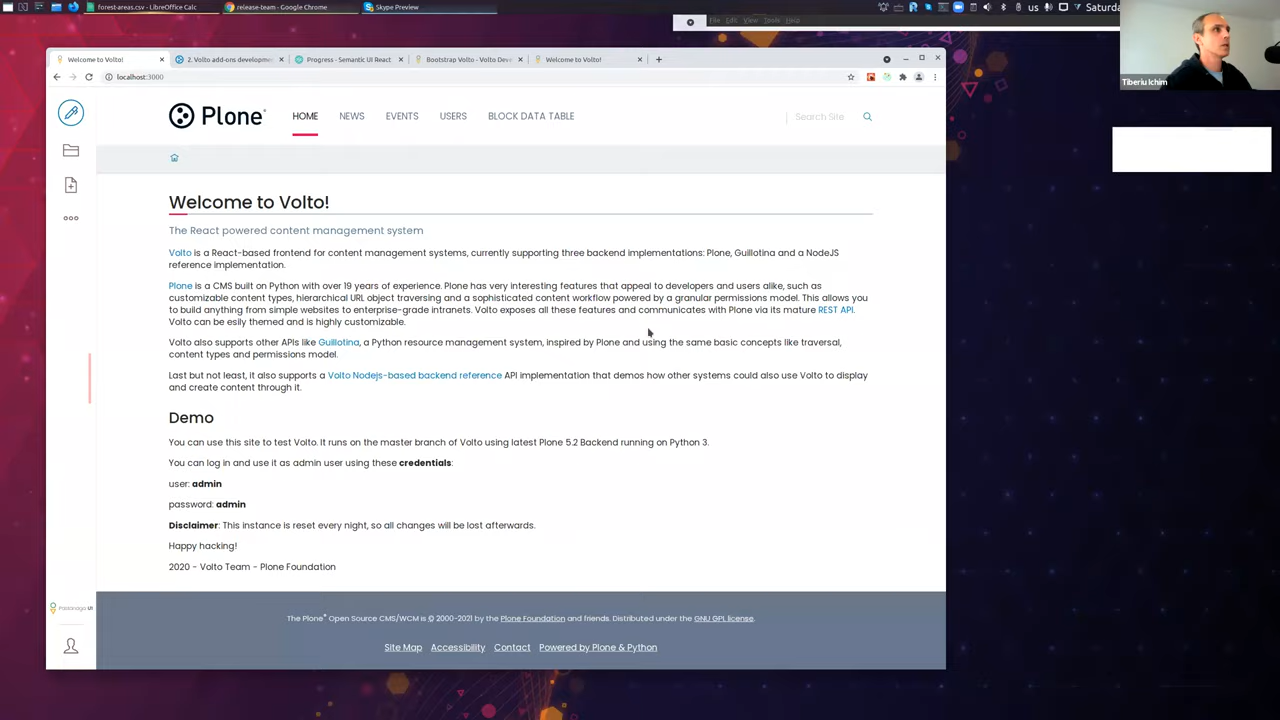 forest-areas.csv - LibreOffice Calc
release-team - Google Chrome
Skype Preview
us
Saturda
File Edit View Tools Help
Welcome to Volto!
2. Volto add-ons developmen
Progress - Semantic UI React
Bootstrap Volto - Volto Dev
Welcome to Volto!
localhost:3000
Tiberiu Ichim
Plone
HOME
NEWS
EVENTS
USERS
BLOCK DATA TABLE
Search Site
Welcome to Volto!
The React powered content management system
Volto is a React-based frontend for content management systems, currently supporting three backend implementations: Plone, Guillotina and a NodeJS
reference implementation.
Plone is a CMS built on Python with over 19 years of experience. Plone has very interesting features that appeal to developers and users alike, such as
customizable content types, hierarchical URL object traversing and a sophisticated content workflow powered by a granular permissions model. This allows you
to build anything from simple websites to enterprise-grade intranets. Volto exposes all these features and communicates with Plone via its mature REST API.
Volto can be esily themed and is highly customizable.
Volto also supports other APIs like Guillotina, a Python resource management system, inspired by Plone and using the same basic concepts like traversal,
content types and permissions model.
Last but not least, it also supports a Volto Nodejs-based backend reference API implementation that demos how other systems could also use Volto to display
and create content through it.
Demo
You can use this site to test Volto. It runs on the master branch of Volto using latest Plone 5.2 Backend running on Python 3.
You can log in and use it as admin user using these credentials:
user: admin
password: admin
Disclaimer: This instance is reset every night, so all changes will be lost afterwards.
Happy hacking!
2020 - Volto Team - Plone Foundation
Pastanaga UI
The Plone® Open Source CMS/WCM is © 2000-2021 by the Plone Foundation and friends. Distributed under the GNU GPL license.
Site Map
Accessibility
Contact
Powered by Plone & Python